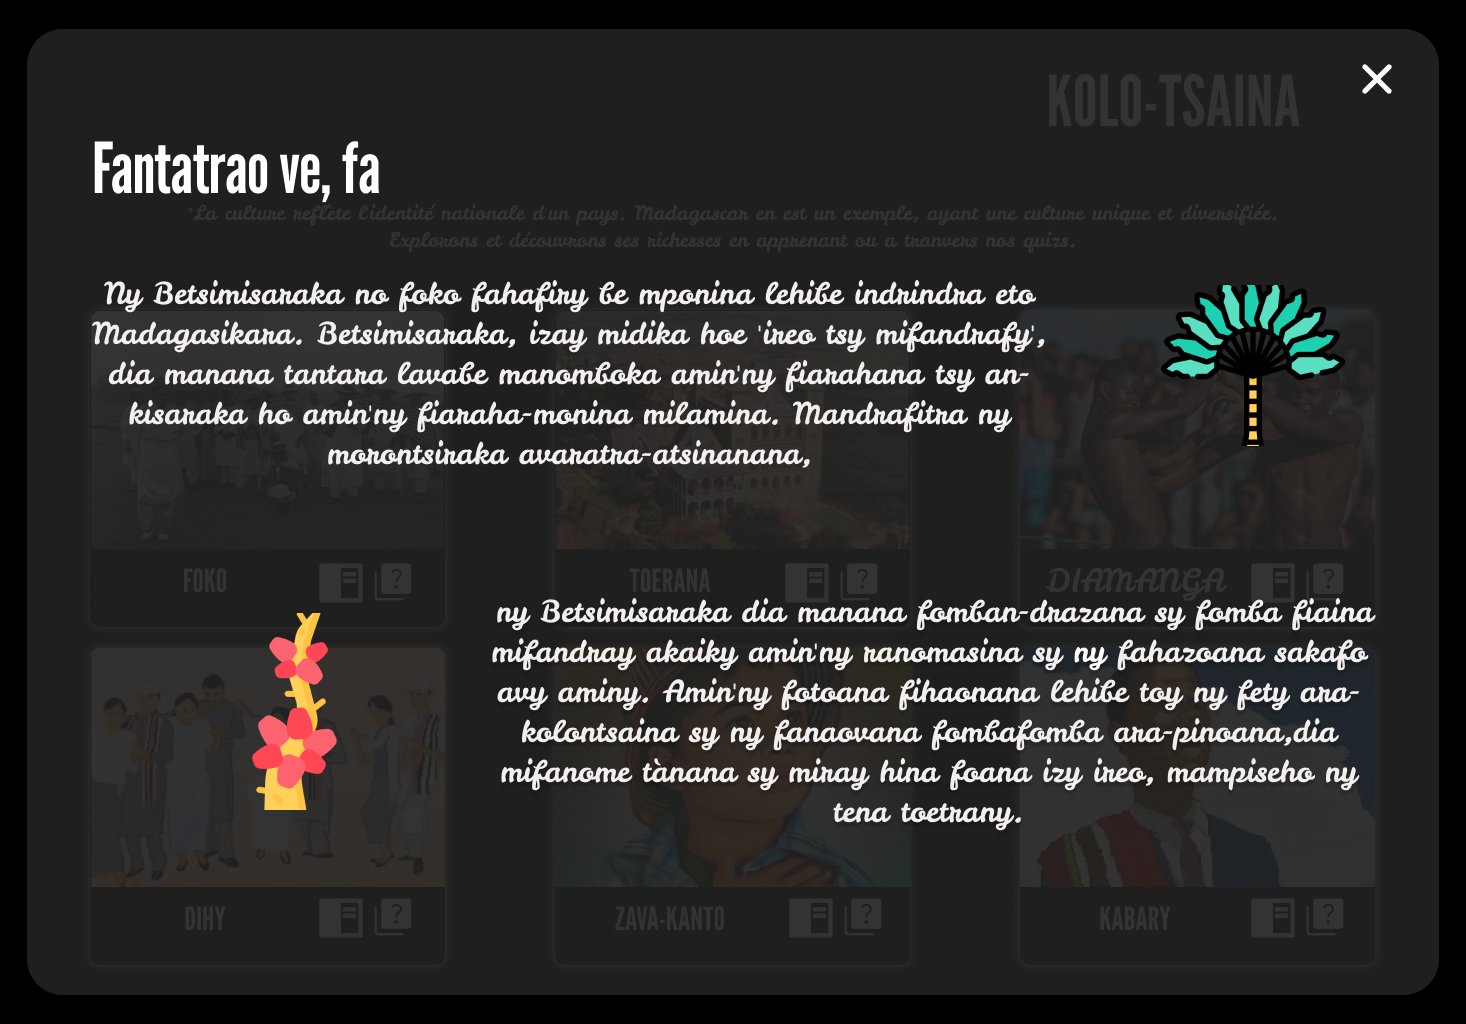 KOLO-TSAINA
Fantatrao ve, fa
"La culture reflète l'identité nationale d'un pays. Madagascar en est un exemple, ayant une culture unique et diversifiée.
Explorons et découvrons ses richesses en apprenant ou a tranvers nos quizs.
Ny Betsimisaraka no foko fahafiry be mponina lehibe indrindra eto
Madagasikara. Betsimisaraka, izay midika hoe 'ireo tsy mifandrafy',
dia manana tantara lavabe manomboka amin'ny fiarahana tsy an-
kisaraka ho amin'ny fiaraha-monina milamina. Mandrafitra ny
morontsiraka avaratra-atsinanana,
FOKO
TOERANA
DIAMANGA
ny Betsimisaraka dia manana fomban-drazana sy fomba fiaina
mifandray akaiky amin'ny ranomasina sy ny fahazoana sakafo
avy aminy. Amin'ny fotoana fihaonana lehibe toy ny fety ara-
kolontsaina sy ny fanaovana fombafomba ara-pinoana,dia
mifanome tànana sy miray hina foana izy ireo, mampiseho ny
tena toetrany.
DIHY
ZAVA-KANTO
KABARY